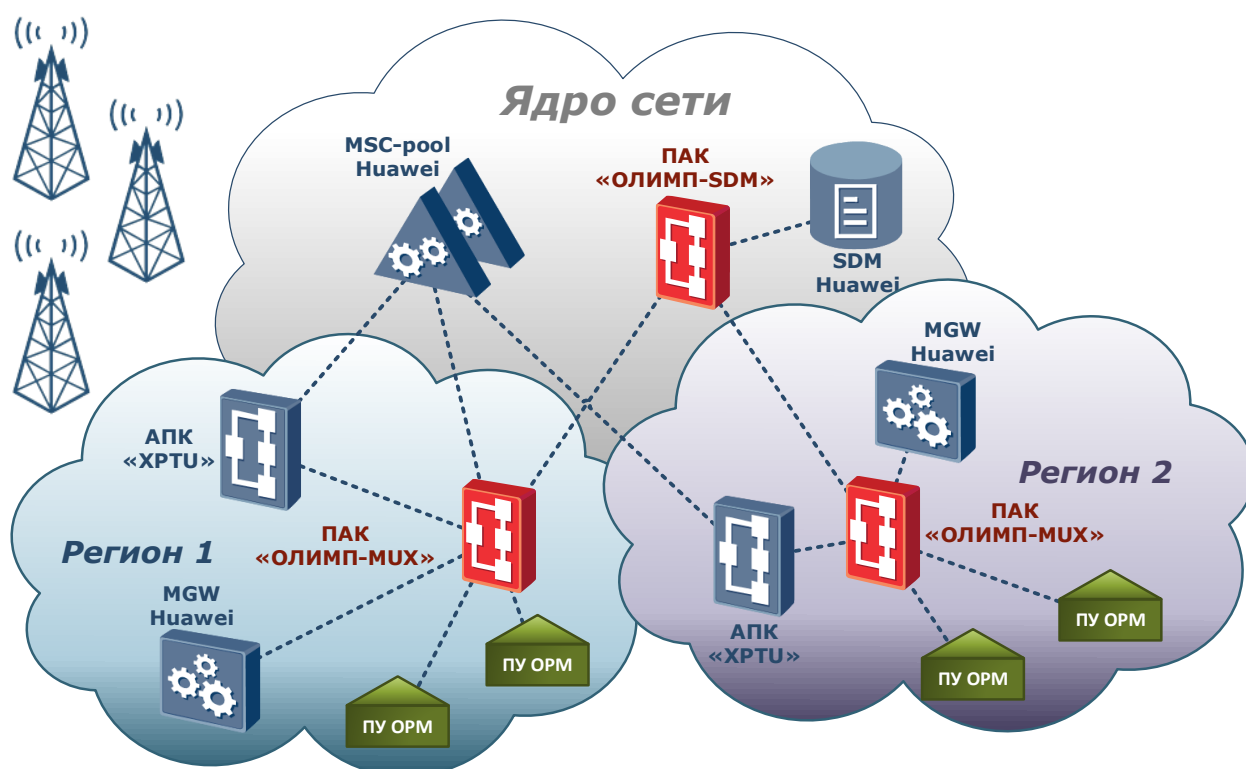 Ядро сети
MSC-pool
Huawei
ПАК
«ОЛИМП-SDM»
SDM
Huawei
MGW
Huawei
АПК
«XPTU»
Регион 2
ПАК
«ОЛИМП-MUX»
Регион 1
ПАК
«ОЛИМП-MUX»
MGW
Huawei
АПК
«XPTU»
ПУ ОРМ
ПУ ОРМ
ПУ ОРМ
ПУ ОРМ